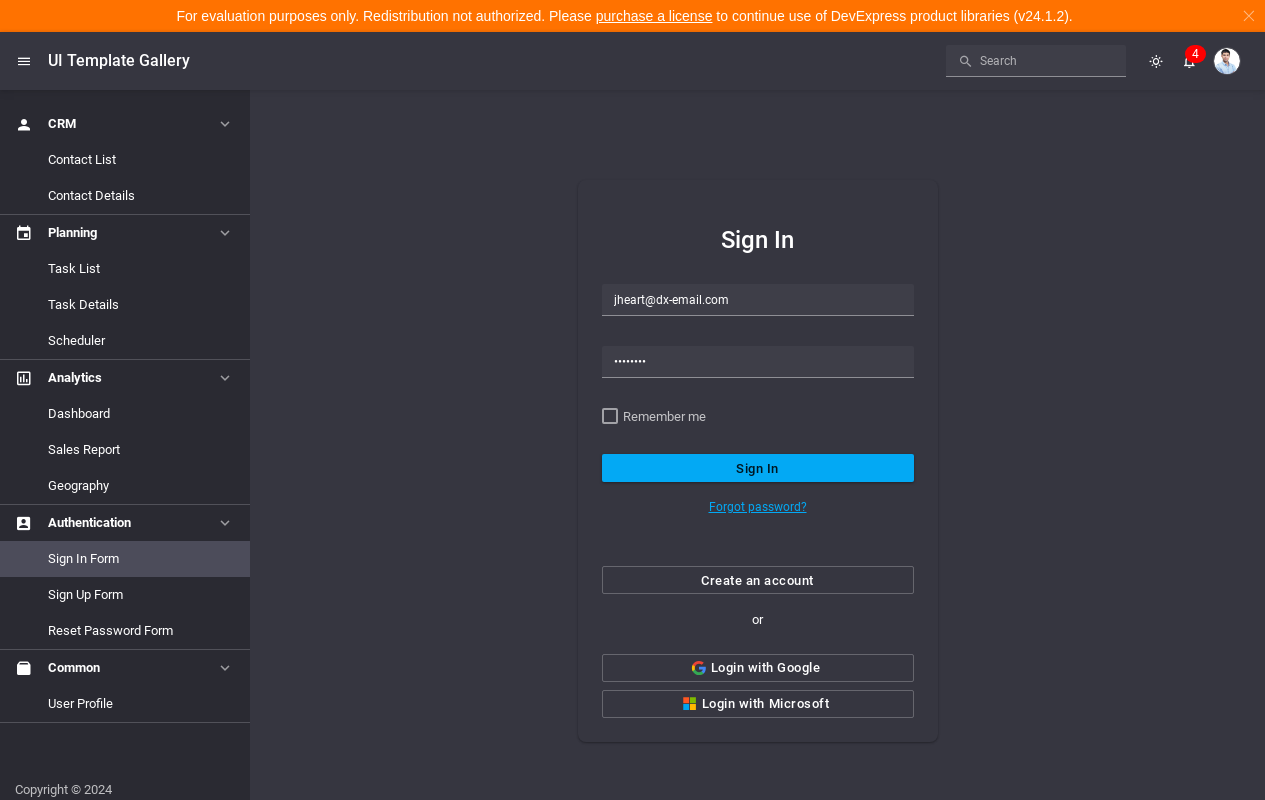 For evaluation purposes only. Redistribution not authorized. Please purchase a license to continue use of DevExpress product libraries (v24.1.2).
UI Template Gallery
Search
4
CRM
Contact List
Contact Details
Planning
Task List
Task Details
Scheduler
Analytics
Dashboard
Sales Report
Geography
Authentication
Sign In Form
Sign Up Form
Reset Password Form
Common
User Profile
Copyright © 2024
Sign In
jheart@dx-email.com
••••••••
Remember me
Sign In
Forgot password?
Create an account
or
Login with Google
Login with Microsoft